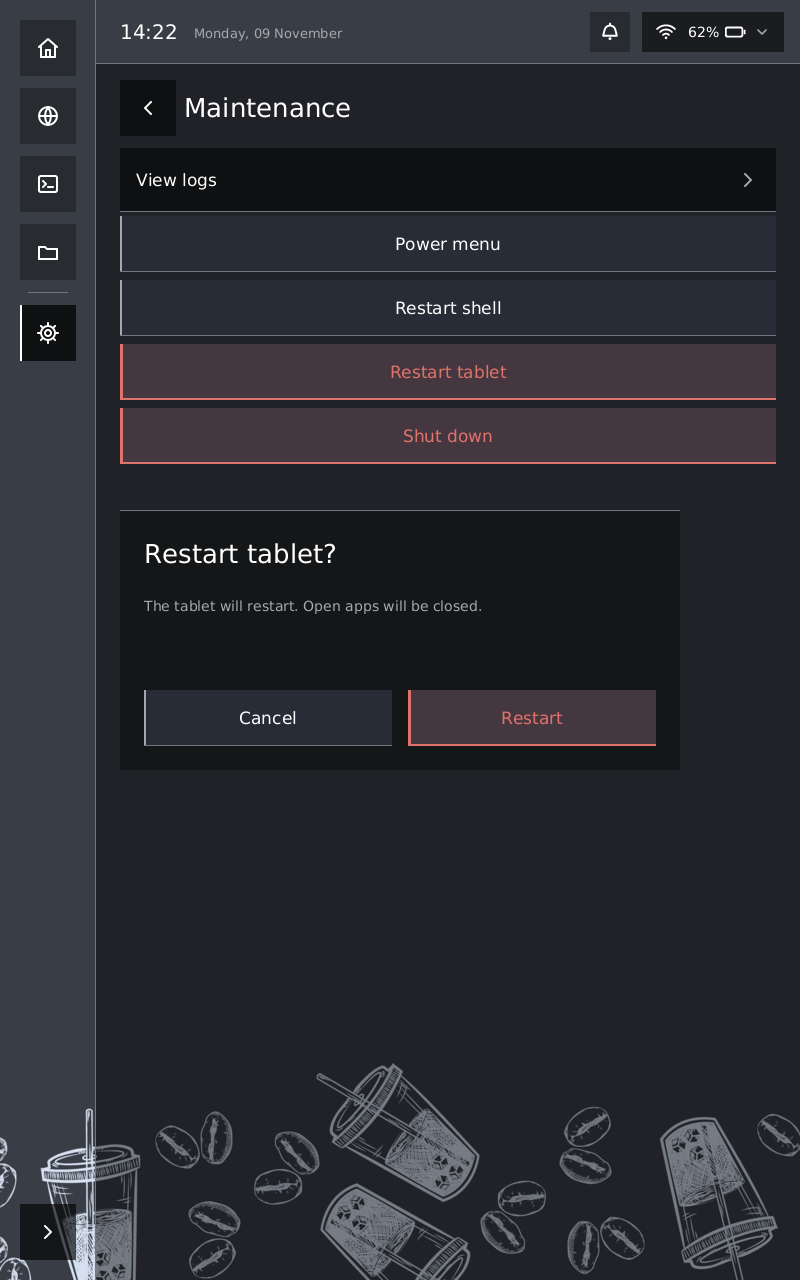 14:22 Monday, 09 November 62%
Maintenance
View logs
Power menu
Restart shell
Restart tablet
Shut down
Restart tablet?
The tablet will restart. Open apps will be closed.
Cancel Restart